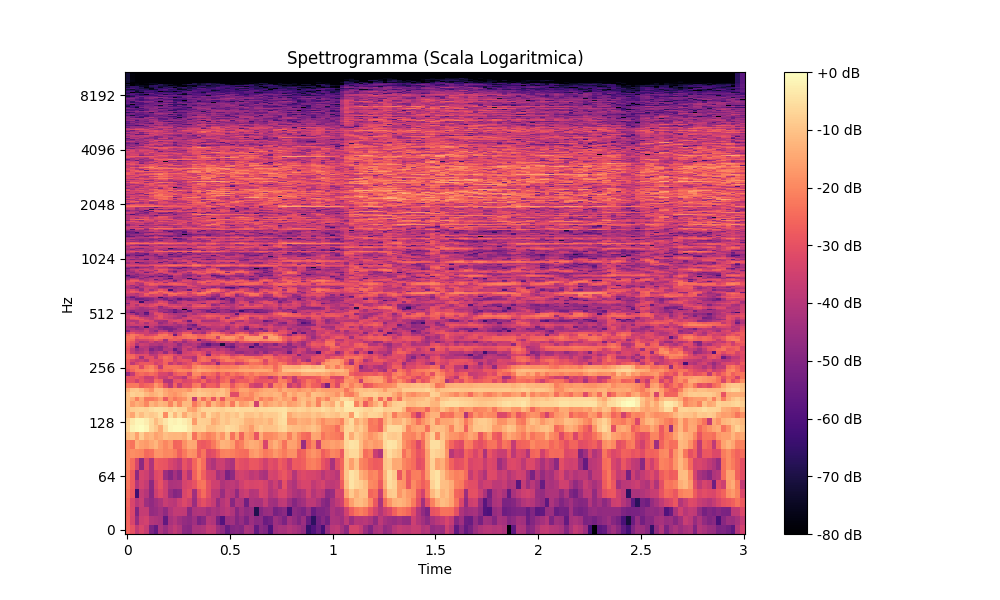 Spettrogramma (Scala Logaritmica)
Hz
8192
4096
2048
1024
512
256
128
64
0
0
0.5
1
1.5
2
2.5
3
Time
+0 dB
-10 dB
-20 dB
-30 dB
-40 dB
-50 dB
-60 dB
-70 dB
-80 dB